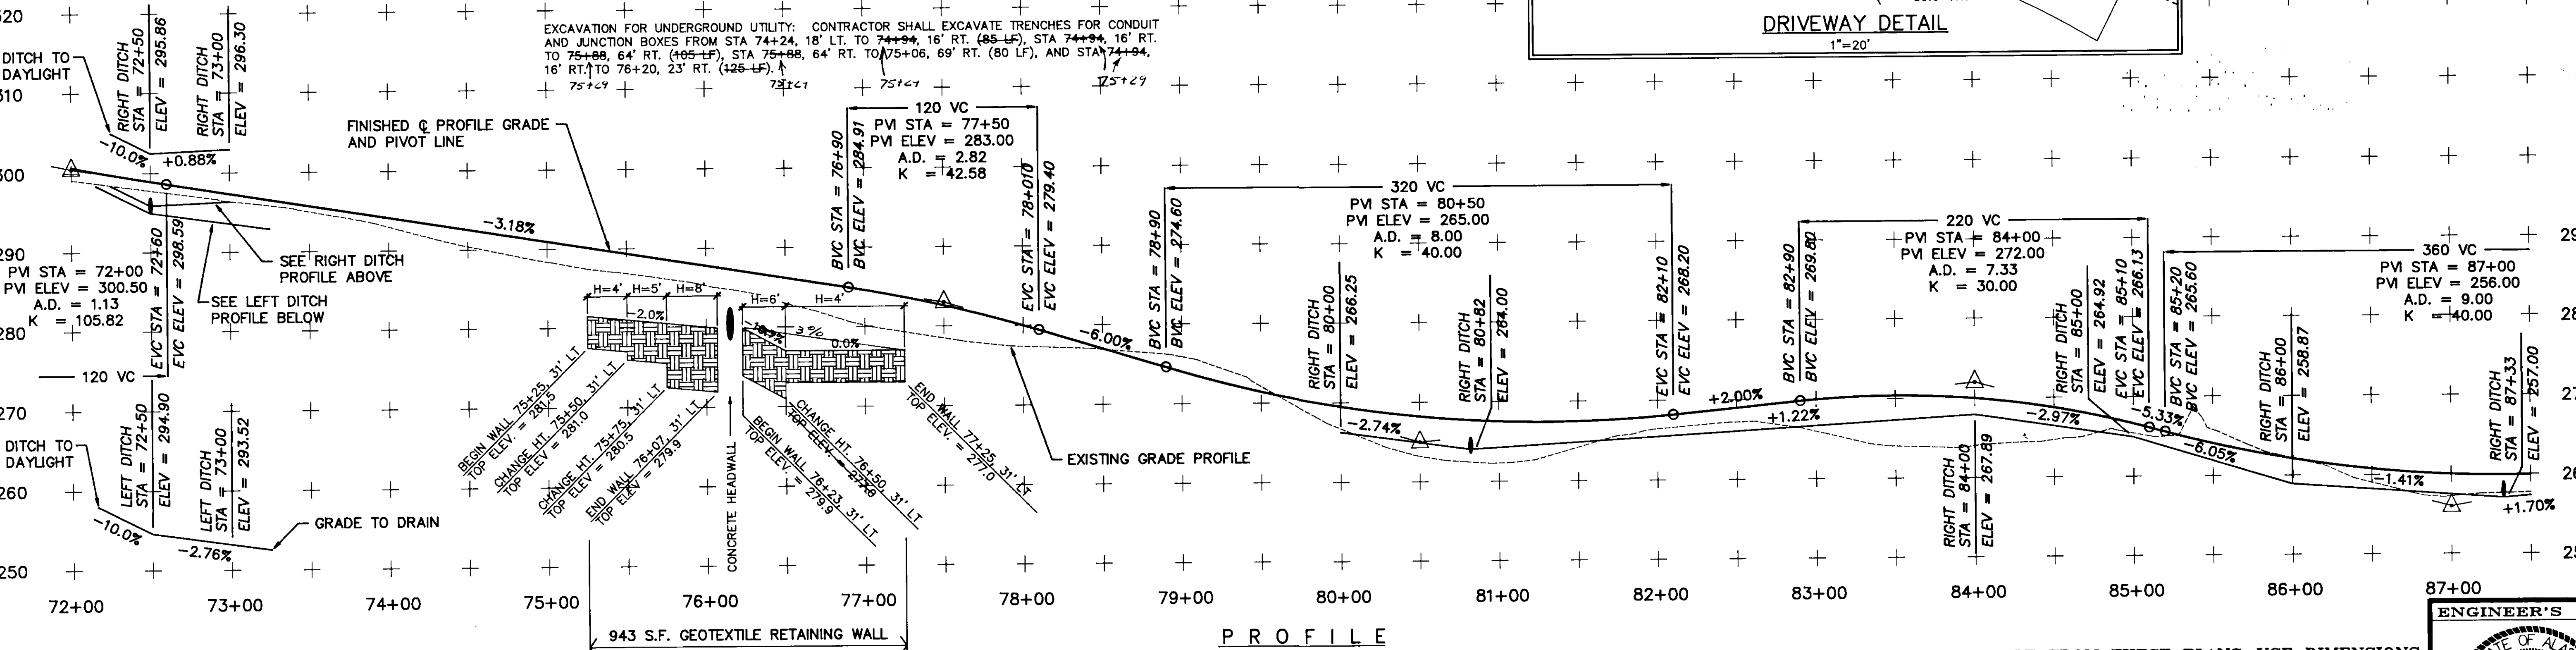 320
310
300
290
280
270
260
250
DITCH TO
DAYLIGHT
RIGHT DITCH
STA = 72+50
ELEV = 295.86
RIGHT DITCH
STA = 73+00
ELEV = 296.30
-10.0%
+0.88%
EXCAVATION FOR UNDERGROUND UTILITY: CONTRACTOR SHALL EXCAVATE TRENCHES FOR CONDUIT
AND JUNCTION BOXES FROM STA 74+24, 18' LT. TO 74+94, 16' RT. (85 LF), STA 74+94, 16' RT.
TO 75+88, 64' RT. (105 LF), STA 75+88, 64' RT. TO 75+06, 69' RT. (80 LF), AND STA 74+94,
16' RT. TO 76+20, 23' RT. (125 LF).
75+29
75+29
75+29
75+29
DRIVEWAY DETAIL
1"=20'
FINISHED ℄ PROFILE GRADE
AND PIVOT LINE
120 VC
PVI STA = 77+50
PVI ELEV = 283.00
A.D. = 2.82
K = 42.58
BVC STA = 76+90
BVC ELEV = 284.91
EVC STA = 78+010
EVC ELEV = 279.40
-3.18%
SEE RIGHT DITCH
PROFILE ABOVE
SEE LEFT DITCH
PROFILE BELOW
PVI STA = 72+00
PVI ELEV = 300.50
A.D. = 1.13
K = 105.82
EVC STA = 72+60
EVC ELEV = 298.59
120 VC
320 VC
PVI STA = 80+50
PVI ELEV = 265.00
A.D. = 8.00
K = 40.00
BVC STA = 78+90
BVC ELEV = 274.60
EVC STA = 82+10
EVC ELEV = 268.20
-6.00%
220 VC
PVI STA = 84+00
PVI ELEV = 272.00
A.D. = 7.33
K = 30.00
BVC STA = 82+90
BVC ELEV = 269.80
EVC STA = 85+10
EVC ELEV = 266.13
BVC STA = 85+20
BVC ELEV = 265.60
360 VC
PVI STA = 87+00
PVI ELEV = 256.00
A.D. = 9.00
K = 40.00
H=4'
H=5'
H=8'
H=6'
H=4'
-2.0%
0.0%
BEGIN WALL 75+25, 31' LT
TOP ELEV. = 281.5
CHANGE HT. 75+50, 31' LT
TOP ELEV = 281.0
CHANGE HT. 75+75, 31' LT
TOP ELEV = 280.5
END WALL 76+07, 31' LT
TOP ELEV = 279.9
CONCRETE HEADWALL
BEGIN WALL 76+23, 31' LT
TOP ELEV. = 279.9
CHANGE HT. 76+50, 31' LT
TOP ELEV. =
END WALL 77+25, 31' LT
TOP ELEV. = 277.0
EXISTING GRADE PROFILE
RIGHT DITCH
STA = 80+00
ELEV = 266.25
RIGHT DITCH
STA = 80+82
ELEV = 264.00
-2.74%
+2.00%
+1.22%
RIGHT DITCH
STA = 84+00
ELEV = 267.89
RIGHT DITCH
STA = 85+00
ELEV = 264.92
-2.97%
-5.33%
-6.05%
RIGHT DITCH
STA = 86+00
ELEV = 258.87
-1.41%
RIGHT DITCH
STA = 87+33
ELEV = 257.00
+1.70%
DITCH TO
DAYLIGHT
LEFT DITCH
STA = 72+50
ELEV = 294.90
LEFT DITCH
STA = 73+00
ELEV = 293.52
-10.0%
-2.76%
GRADE TO DRAIN
72+00
73+00
74+00
75+00
76+00
77+00
78+00
79+00
80+00
81+00
82+00
83+00
84+00
85+00
86+00
87+00
943 S.F. GEOTEXTILE RETAINING WALL
PROFILE
ENGINEER'S